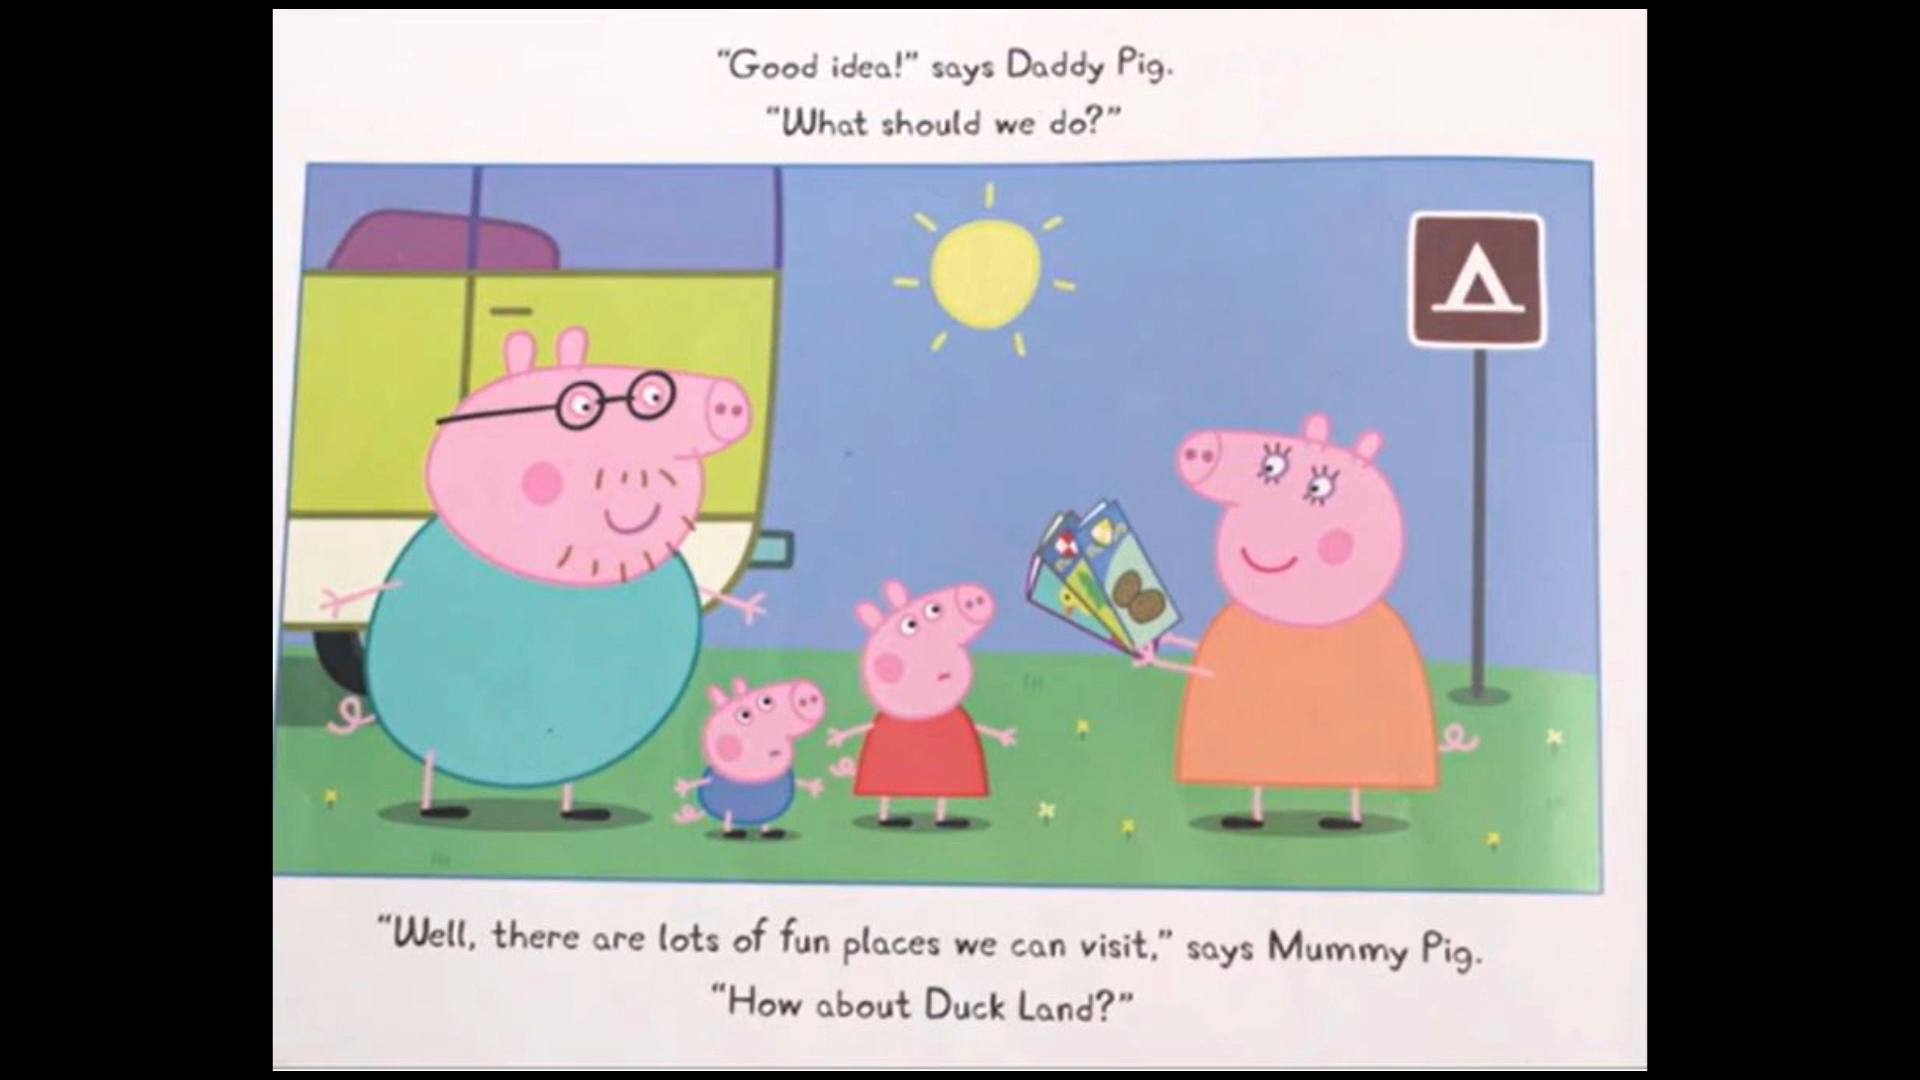 “Good idea!” says Daddy Pig.
“What should we do?”
“Well, there are lots of fun places we can visit,” says Mummy Pig.
“How about Duck Land?”